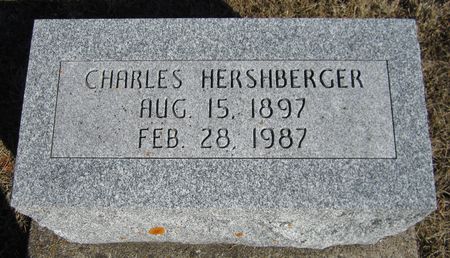 CHARLES HERSHBERGER
AUG. 15, 1897
FEB. 28, 1987